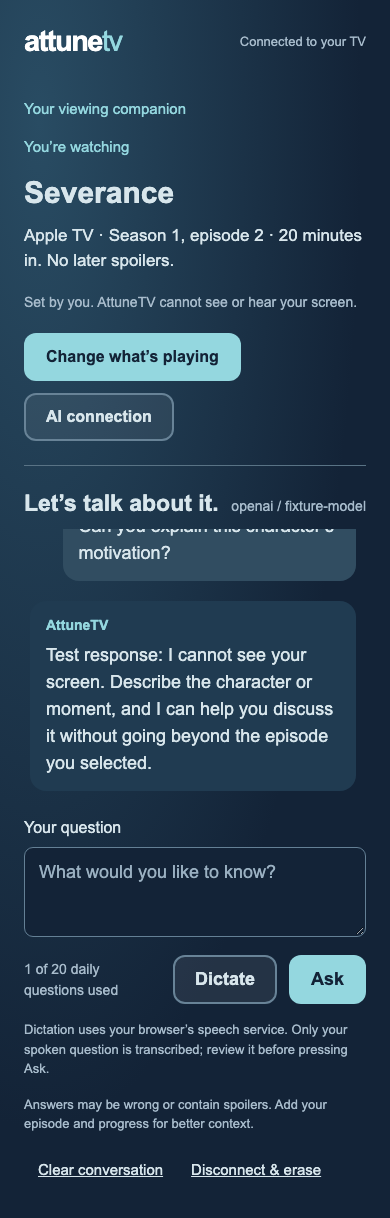 attunetv
Connected to your TV
Your viewing companion
You’re watching
Severance
Apple TV · Season 1, episode 2 · 20 minutes
in. No later spoilers.
Set by you. AttuneTV cannot see or hear your screen.
Change what’s playing
AI connection
Let’s talk about it.
openai / fixture-model
Can you explain this character’s
motivation?
AttuneTV
Test response: I cannot see your
screen. Describe the character or
moment, and I can help you discuss
it without going beyond the episode
you selected.
Your question
What would you like to know?
1 of 20 daily
questions used
Dictate
Ask
Dictation uses your browser’s speech service. Only your
spoken question is transcribed; review it before pressing
Ask.
Answers may be wrong or contain spoilers. Add your
episode and progress for better context.
Clear conversation
Disconnect & erase